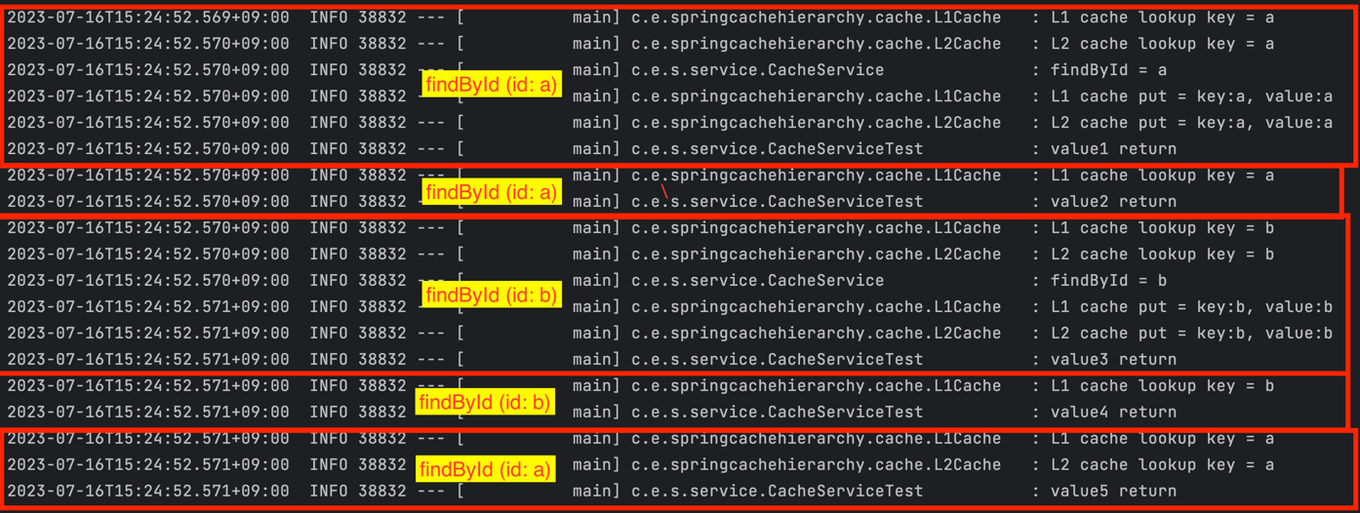 2023-07-16T15:24:52.569+09:00  INFO 38832 --- [           main] c.e.springcachehierarchy.cache.L1Cache   : L1 cache lookup key = a
2023-07-16T15:24:52.570+09:00  INFO 38832 --- [           main] c.e.springcachehierarchy.cache.L2Cache   : L2 cache lookup key = a
2023-07-16T15:24:52.570+09:00  INFO 38832 --- [           main] c.e.s.service.CacheService               : findById = a
findById (id: a)
2023-07-16T15:24:52.570+09:00  INFO 38832 --- [           main] c.e.springcachehierarchy.cache.L1Cache   : L1 cache put = key:a, value:a
2023-07-16T15:24:52.570+09:00  INFO 38832 --- [           main] c.e.springcachehierarchy.cache.L2Cache   : L2 cache put = key:a, value:a
2023-07-16T15:24:52.570+09:00  INFO 38832 --- [           main] c.e.s.service.CacheServiceTest           : value1 return
2023-07-16T15:24:52.570+09:00  INFO 38832 --- [           main] c.e.springcachehierarchy.cache.L1Cache   : L1 cache lookup key = a
findById (id: a)
2023-07-16T15:24:52.570+09:00  INFO 38832 --- [           main] c.e.s.service.CacheServiceTest           : value2 return
2023-07-16T15:24:52.570+09:00  INFO 38832 --- [           main] c.e.springcachehierarchy.cache.L1Cache   : L1 cache lookup key = b
2023-07-16T15:24:52.570+09:00  INFO 38832 --- [           main] c.e.springcachehierarchy.cache.L2Cache   : L2 cache lookup key = b
2023-07-16T15:24:52.570+09:00  INFO 38832 --- [           main] c.e.s.service.CacheService               : findById = b
findById (id: b)
2023-07-16T15:24:52.571+09:00  INFO 38832 --- [           main] c.e.springcachehierarchy.cache.L1Cache   : L1 cache put = key:b, value:b
2023-07-16T15:24:52.571+09:00  INFO 38832 --- [           main] c.e.springcachehierarchy.cache.L2Cache   : L2 cache put = key:b, value:b
2023-07-16T15:24:52.571+09:00  INFO 38832 --- [           main] c.e.s.service.CacheServiceTest           : value3 return
2023-07-16T15:24:52.571+09:00  INFO 38832 --- [           main] c.e.springcachehierarchy.cache.L1Cache   : L1 cache lookup key = b
findById (id: b)
2023-07-16T15:24:52.571+09:00  INFO 38832 --- [           main] c.e.s.service.CacheServiceTest           : value4 return
2023-07-16T15:24:52.571+09:00  INFO 38832 --- [           main] c.e.springcachehierarchy.cache.L1Cache   : L1 cache lookup key = a
2023-07-16T15:24:52.571+09:00  INFO 38832 --- [           main] c.e.springcachehierarchy.cache.L2Cache   : L2 cache lookup key = a
findById (id: a)
2023-07-16T15:24:52.571+09:00  INFO 38832 --- [           main] c.e.s.service.CacheServiceTest           : value5 return